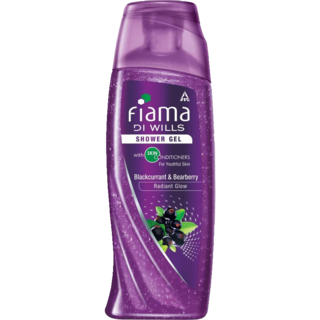 fiama
DI WILLS
SHOWER GEL
with SKIN CONDITIONERS
For Youthful Skin
Blackcurrant & Bearberry
Radiant Glow